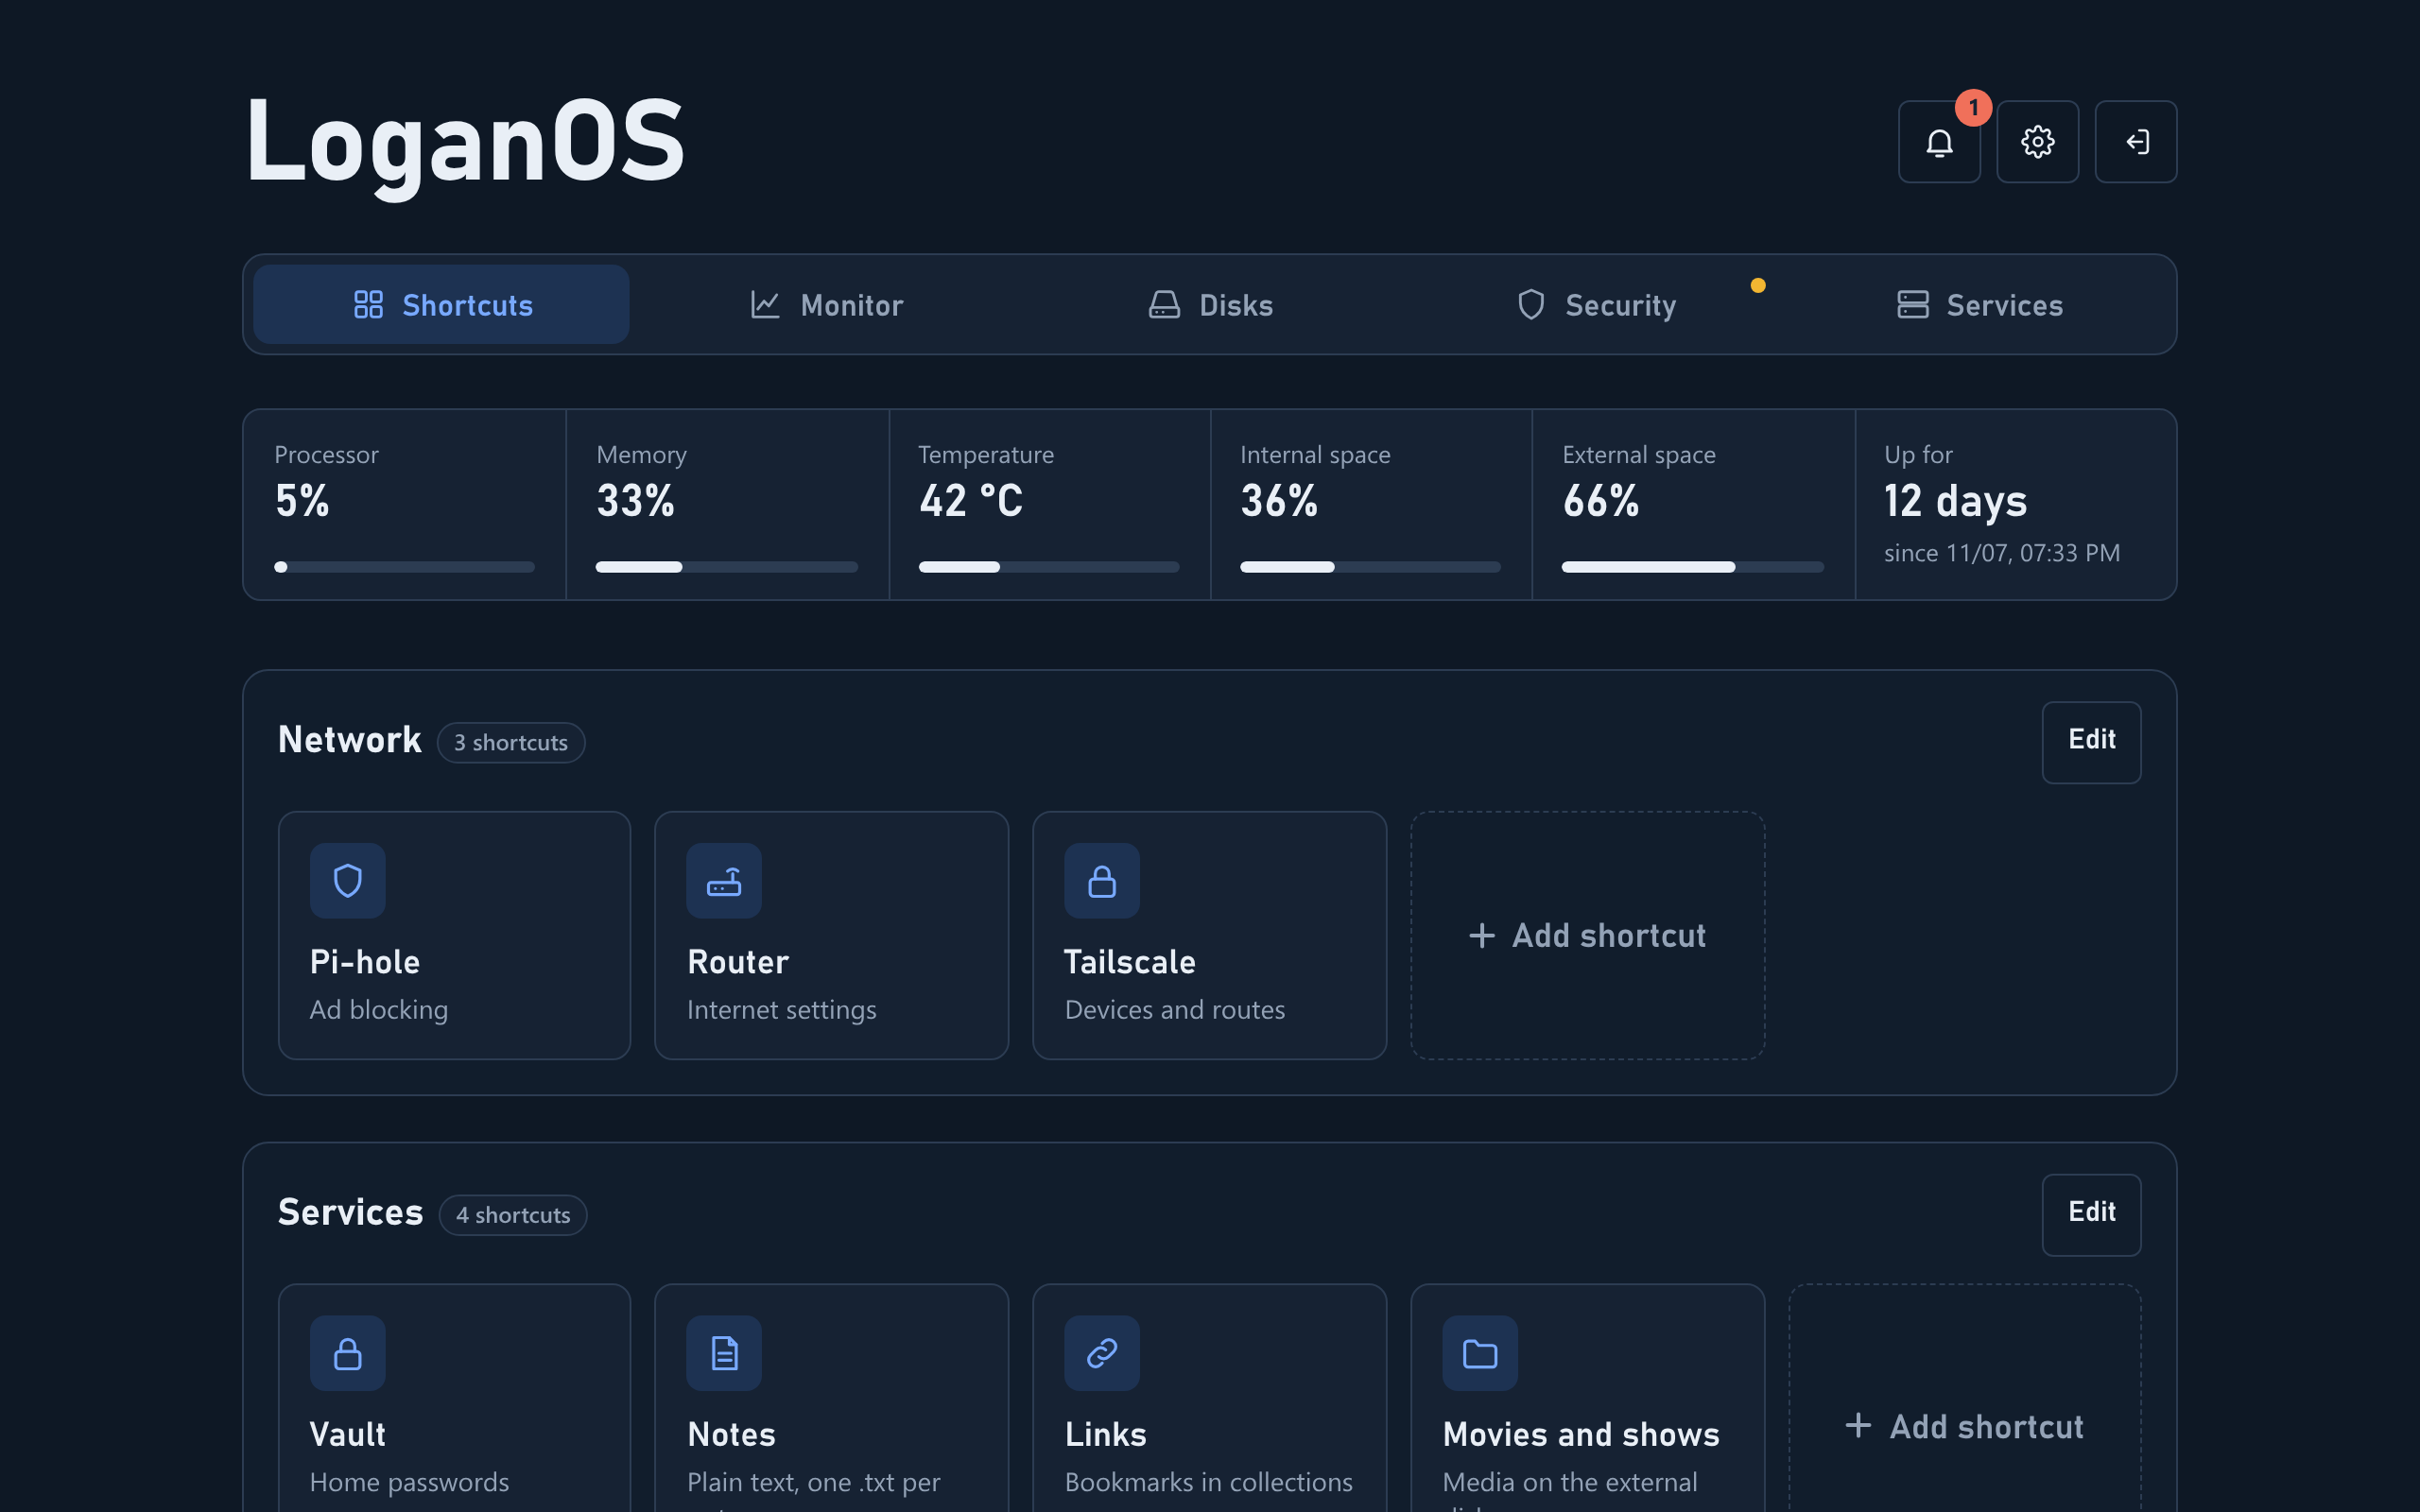 LoganOS
1
Shortcuts
Monitor
Disks
Security
Services
Processor
5%
Memory
33%
Temperature
42 °C
Internal space
36%
External space
66%
Up for
12 days
since 11/07, 07:33 PM
Network
3 shortcuts
Edit
Pi-hole
Ad blocking
Router
Internet settings
Tailscale
Devices and routes
+ Add shortcut
Services
4 shortcuts
Edit
Vault
Home passwords
Notes
Plain text, one .txt per
Links
Bookmarks in collections
Movies and shows
Media on the external
+ Add shortcut